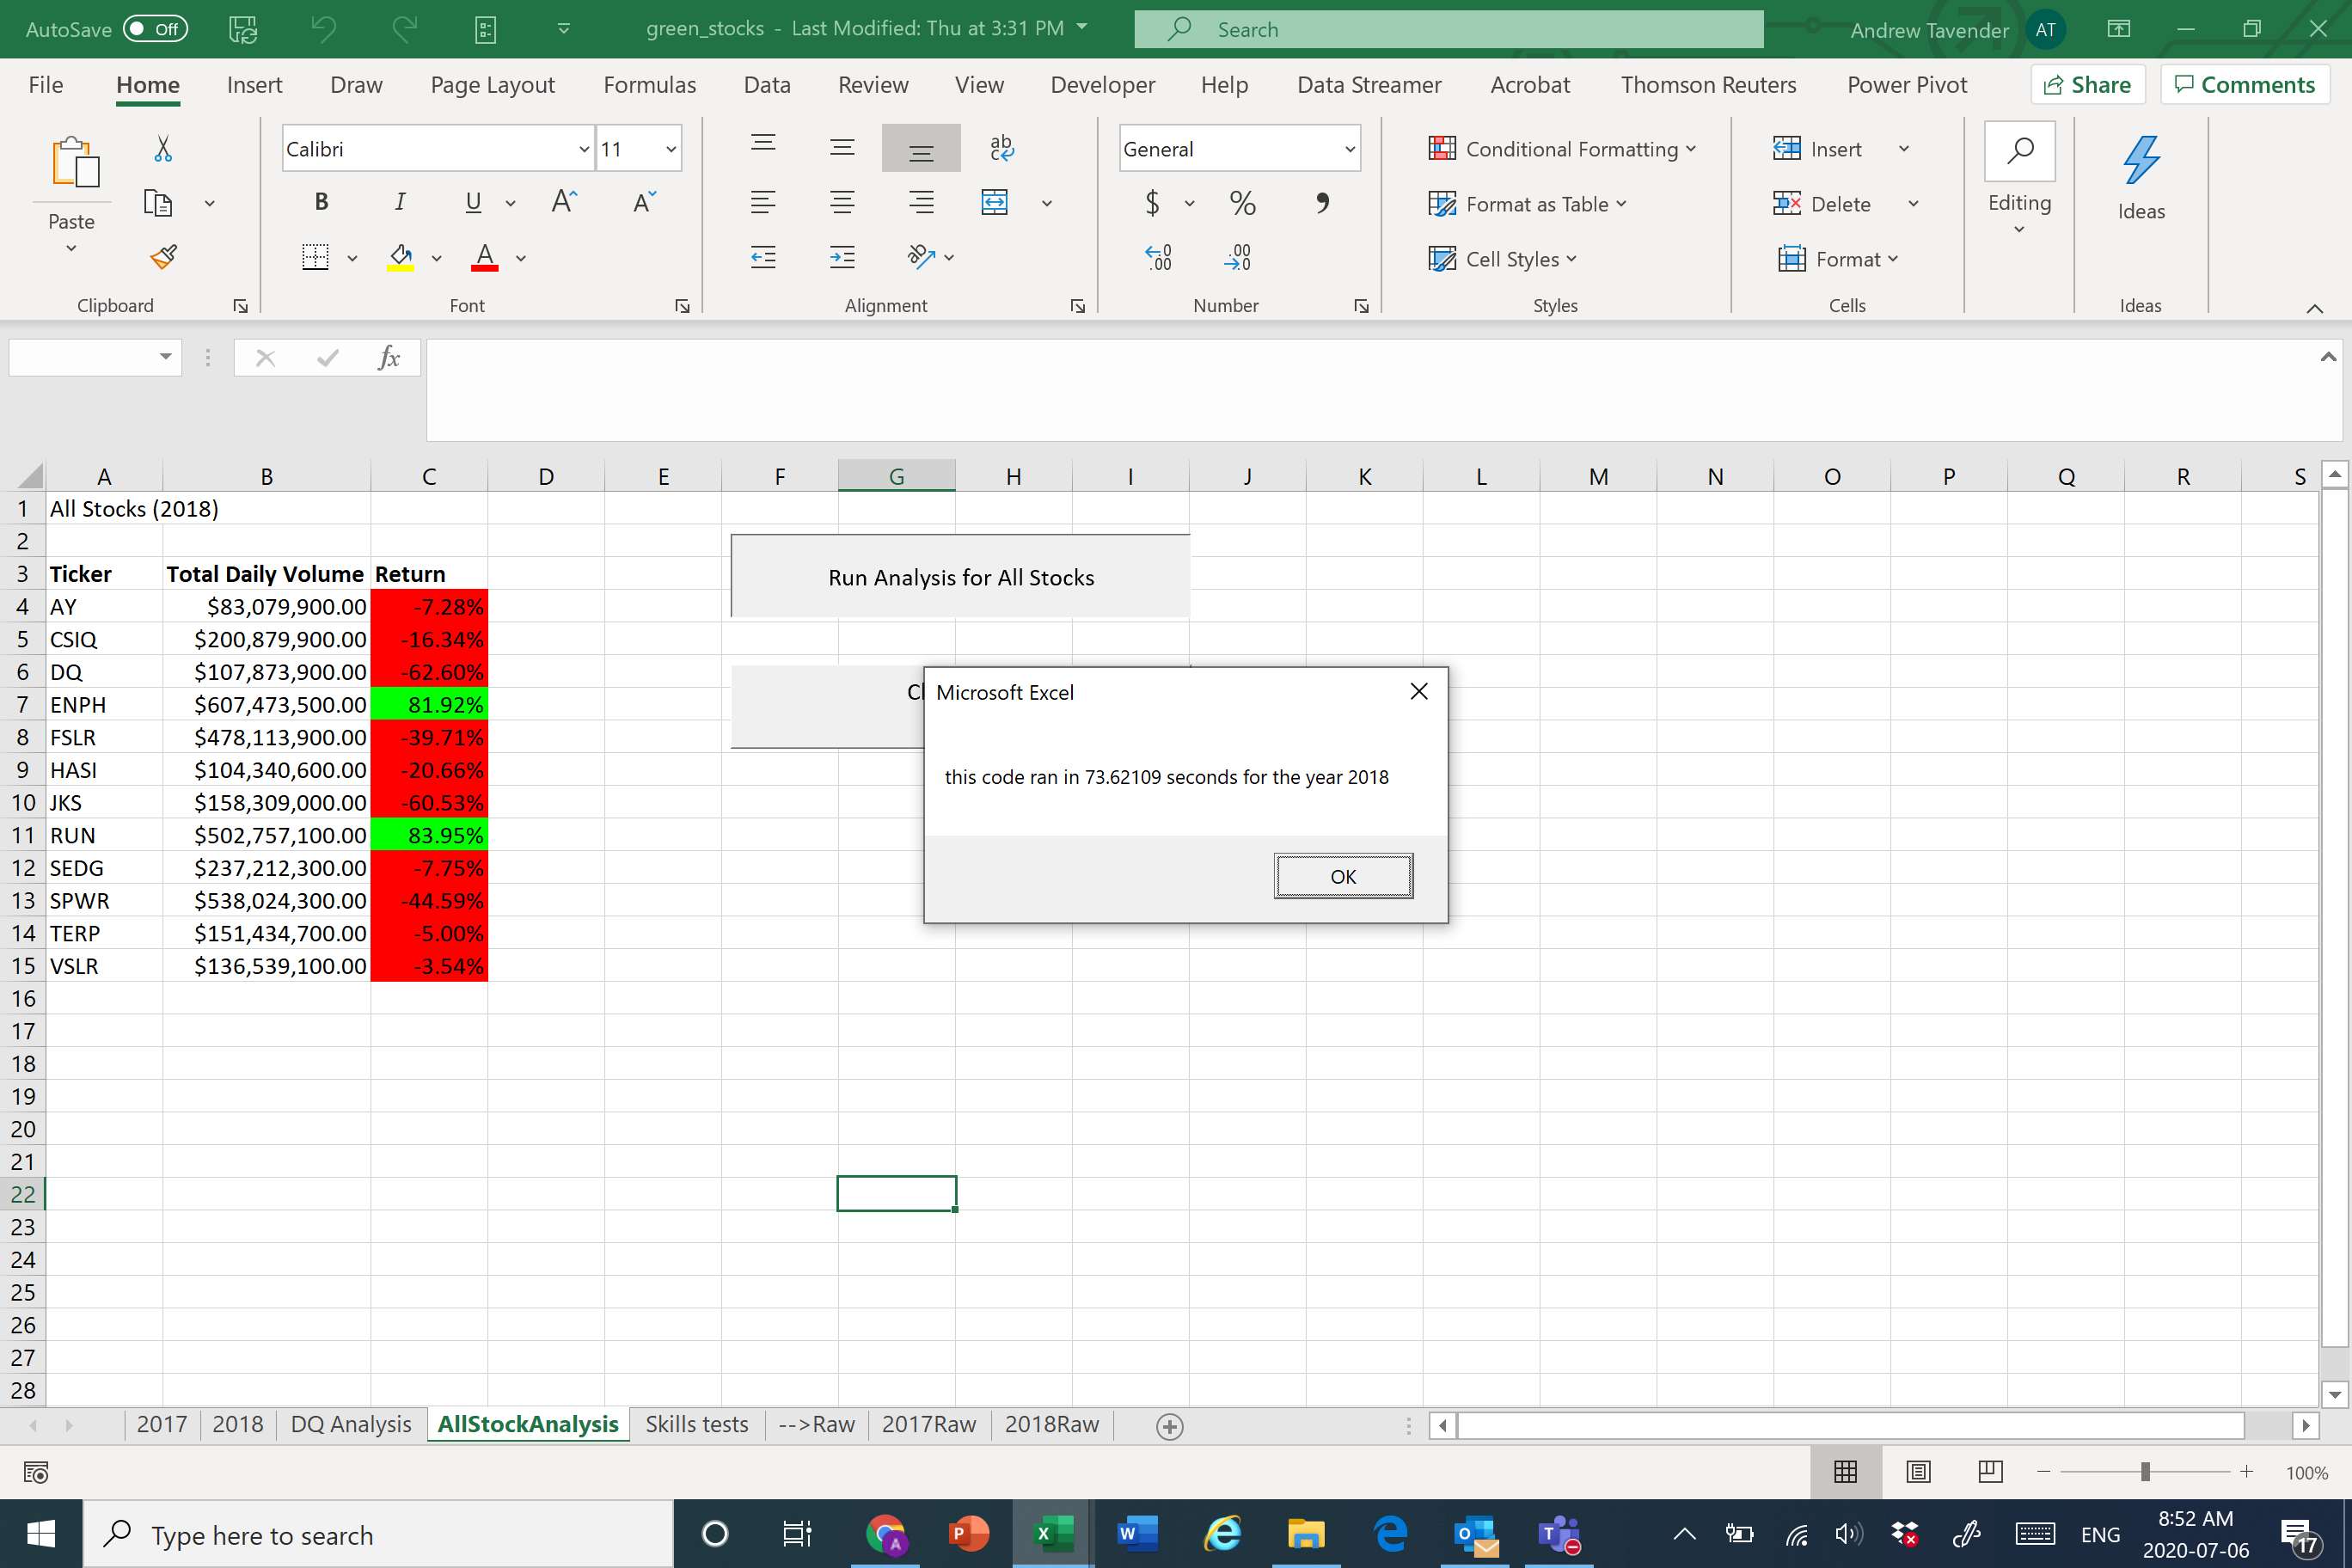 AutoSave Off green_stocks - Last Modified: Thu at 3:31 PM Search Andrew Tavender AT
File Home Insert Draw Page Layout Formulas Data Review View Developer Help Data Streamer Acrobat Thomson Reuters Power Pivot Share Comments
Paste
Calibri 11
B I U A A
A
ab
General
$ % 9
Conditional Formatting
Format as Table
Cell Styles
Insert
Delete
Format
Editing
Ideas
Clipboard Font Alignment Number Styles Cells Ideas
fx
A B C D E F G H I J K L M N O P Q R S
1 All Stocks (2018)
2
3 Ticker Total Daily Volume Return
4 AY $83,079,900.00 -7.28%
5 CSIQ $200,879,900.00 -16.34%
6 DQ $107,873,900.00 -62.60%
7 ENPH $607,473,500.00 81.92%
8 FSLR $478,113,900.00 -39.71%
9 HASI $104,340,600.00 -20.66%
10 JKS $158,309,000.00 -60.53%
11 RUN $502,757,100.00 83.95%
12 SEDG $237,212,300.00 -7.75%
13 SPWR $538,024,300.00 -44.59%
14 TERP $151,434,700.00 -5.00%
15 VSLR $136,539,100.00 -3.54%
16
17
18
19
20
21
22
23
24
25
26
27
28
Run Analysis for All Stocks
Microsoft Excel
this code ran in 73.62109 seconds for the year 2018
OK
2017 2018 DQ Analysis AllStockAnalysis Skills tests -->Raw 2017Raw 2018Raw
100%
Type here to search
ENG
8:52 AM
2020-07-06
17